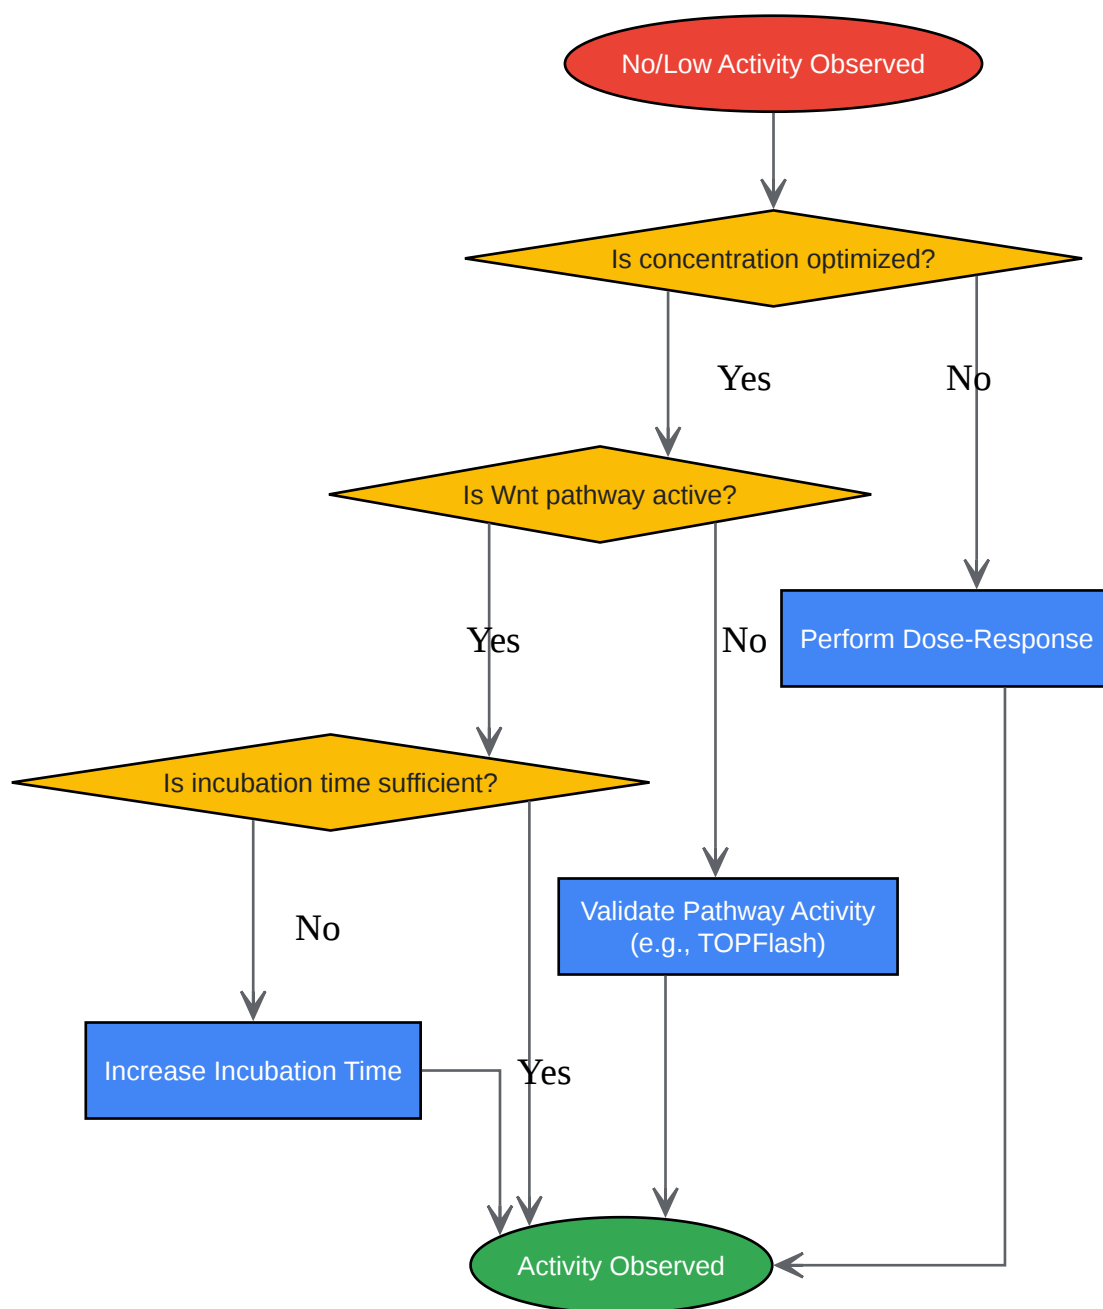 No/Low Activity Observed
Is concentration optimized?
Yes
No
Is Wnt pathway active?
Yes
No
Perform Dose-Response
Is incubation time sufficient?
No
Validate Pathway Activity
(e.g., TOPFlash)
Increase Incubation Time
Yes
Activity Observed